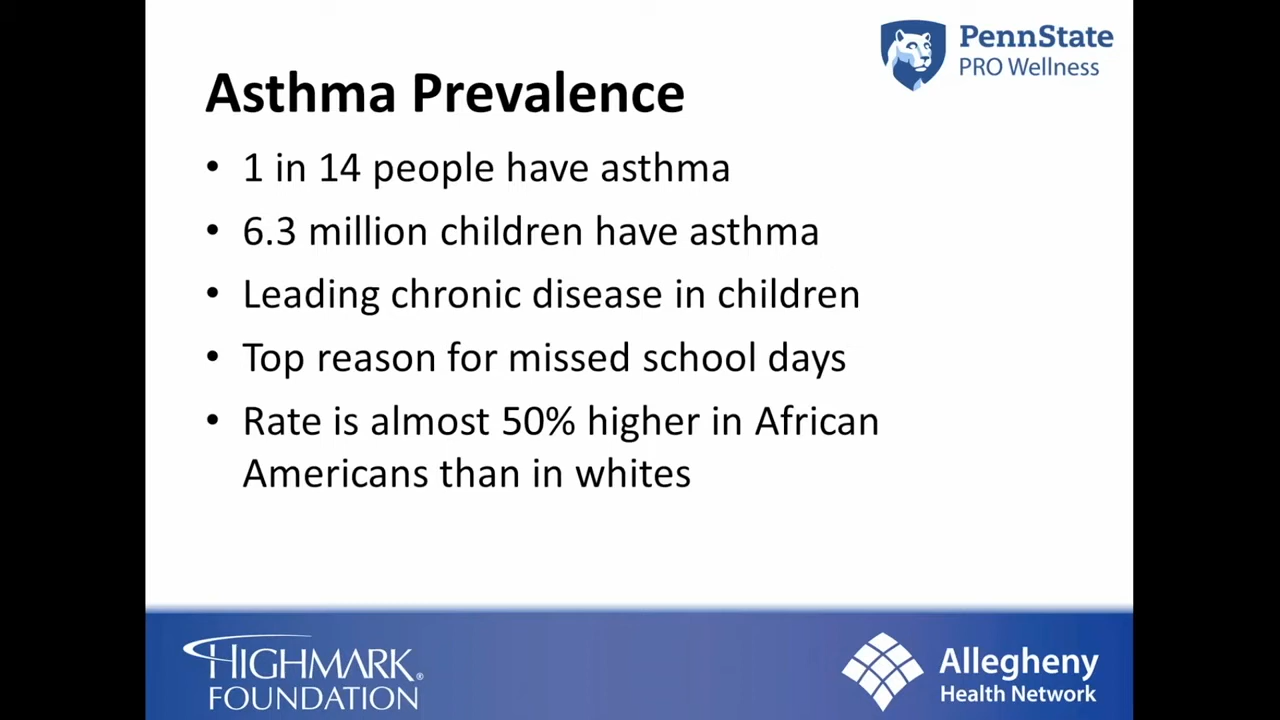 PennState
PRO Wellness
Asthma Prevalence
• 1 in 14 people have asthma
• 6.3 million children have asthma
• Leading chronic disease in children
• Top reason for missed school days
• Rate is almost 50% higher in African
Americans than in whites
HIGHMARK®
FOUNDATION
Allegheny
Health Network